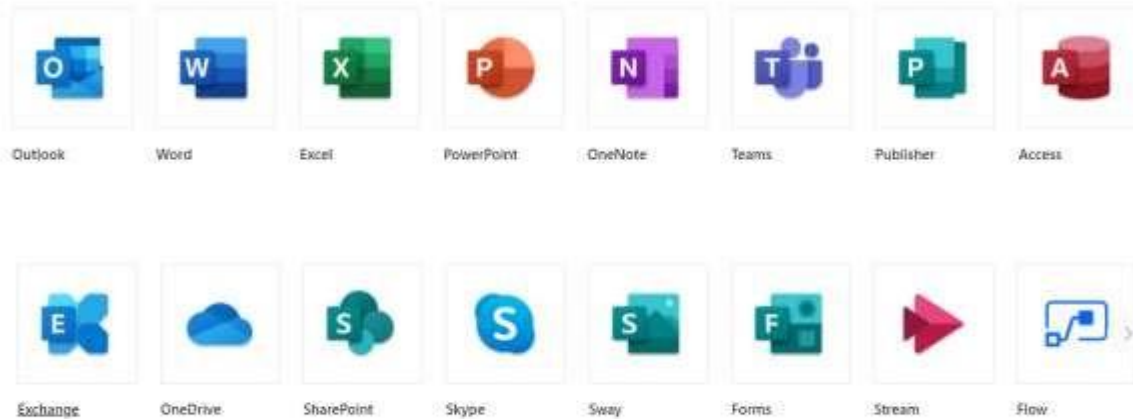 O W X P N T P A
Outlook Word Excel PowerPoint OneNote Teams Publisher Access
E S S S F
Exchange OneDrive SharePoint Skype Sway Forms Stream Flow